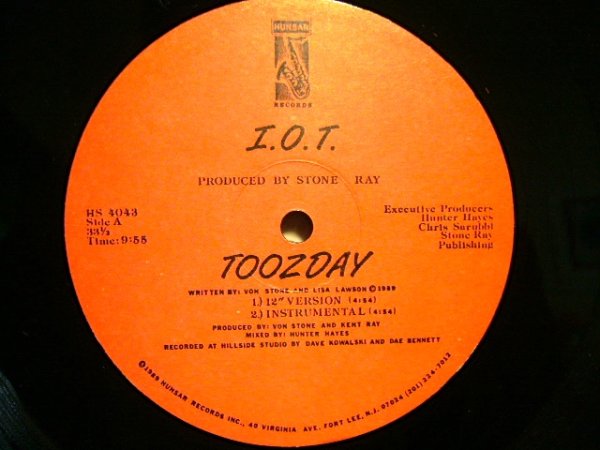 HUNSAR
RECORDS
I.O.T.
PRODUCED BY STONE RAY
HS 4043
Side A
33⅓
Time: 9:55
Executive Producers
Hunter Hayes
Chris Sarubbi
Stone Ray
Publishing
TOOZDAY
WRITTEN BY: VON STONE AND LISA LAWSON © 1989
1.) 12" VERSION (4:54)
2.) INSTRUMENTAL (4:54)
PRODUCED BY: VON STONE AND KENT RAY
MIXED BY: HUNTER HAYES
RECORDED AT HILLSIDE STUDIO BY DAVE KOWALSKI AND DAE BENNETT
© 1989 HUNSAR RECORDS INC., 40 VIRGINIA AVE. FORT LEE, N.J. 07024 (201) 224-7012